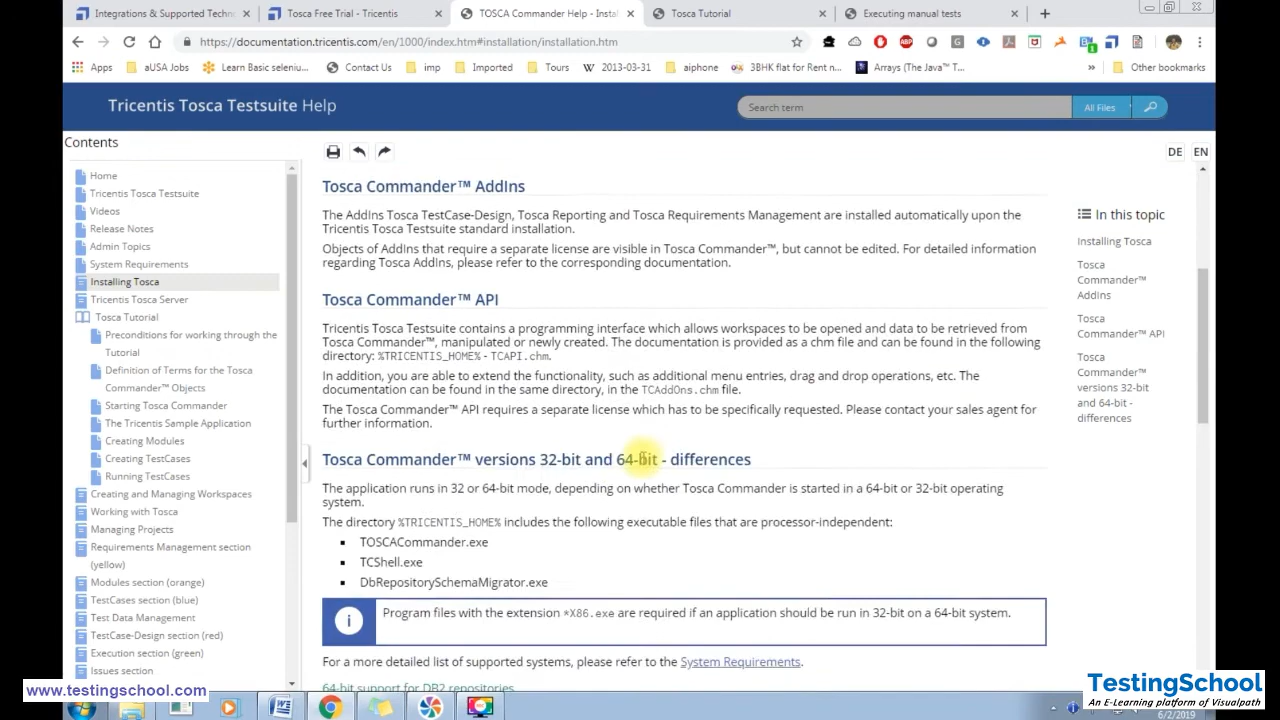 Integrations & Supported Techn
Tosca Free Trial - Tricentis
TOSCA Commander Help - Instal
Tosca Tutorial
Executing manual tests
https://documentation.tricentis.com/en/1000/index.htm#installation/installation.htm
Apps
aUSA Jobs
Learn Basic seleniu...
Contact Us
imp
Imported
Tours
2013-03-31
aiphone
3BHK flat for Rent n...
Arrays (The Java™ T...
Other bookmarks
Tricentis Tosca Testsuite Help
Search term
All Files
Contents
DE
EN
Home
Tricentis Tosca Testsuite
Videos
Release Notes
Admin Topics
System Requirements
Installing Tosca
Tricentis Tosca Server
Tosca Tutorial
Preconditions for working through the
Tutorial
Definition of Terms for the Tosca
Commander™ Objects
Starting Tosca Commander
The Tricentis Sample Application
Creating Modules
Creating TestCases
Running TestCases
Creating and Managing Workspaces
Working with Tosca
Managing Projects
Requirements Management section
(yellow)
Modules section (orange)
TestCases section (blue)
Test Data Management
TestCase-Design section (red)
Execution section (green)
Issues section
Tosca Commander™ AddIns
The AddIns Tosca TestCase-Design, Tosca Reporting and Tosca Requirements Management are installed automatically upon the
Tricentis Tosca Testsuite standard installation.
Objects of AddIns that require a separate license are visible in Tosca Commander™, but cannot be edited. For detailed information
regarding Tosca AddIns, please refer to the corresponding documentation.
Tosca Commander™ API
Tricentis Tosca Testsuite contains a programming interface which allows workspaces to be opened and data to be retrieved from
Tosca Commander™, manipulated or newly created. The documentation is provided as a chm file and can be found in the following
directory: %TRICENTIS_HOME% - TCAPI.chm.
In addition, you are able to extend the functionality, such as additional menu entries, drag and drop operations, etc. The
documentation can be found in the same directory, in the TCAddOns.chm file.
The Tosca Commander™ API requires a separate license which has to be specifically requested. Please contact your sales agent for
further information.
Tosca Commander™ versions 32-bit and 64-bit - differences
The application runs in 32 or 64-bit mode, depending on whether Tosca Commander is started in a 64-bit or 32-bit operating
system.
The directory %TRICENTIS_HOME% includes the following executable files that are processor-independent:
TOSCACommander.exe
TCShell.exe
DbRepositorySchemaMigrator.exe
Program files with the extension *X86.exe are required if an application should be run in 32-bit on a 64-bit system.
For a more detailed list of supported systems, please refer to the System Requirements.
64-bit support for DB2 repositories
In this topic
Installing Tosca
Tosca
Commander™
AddIns
Tosca
Commander™ API
Tosca
Commander™
versions 32-bit
and 64-bit -
differences
www.testingschool.com
TestingSchool
An E-Learning platform of Visualpath
6/2/2019